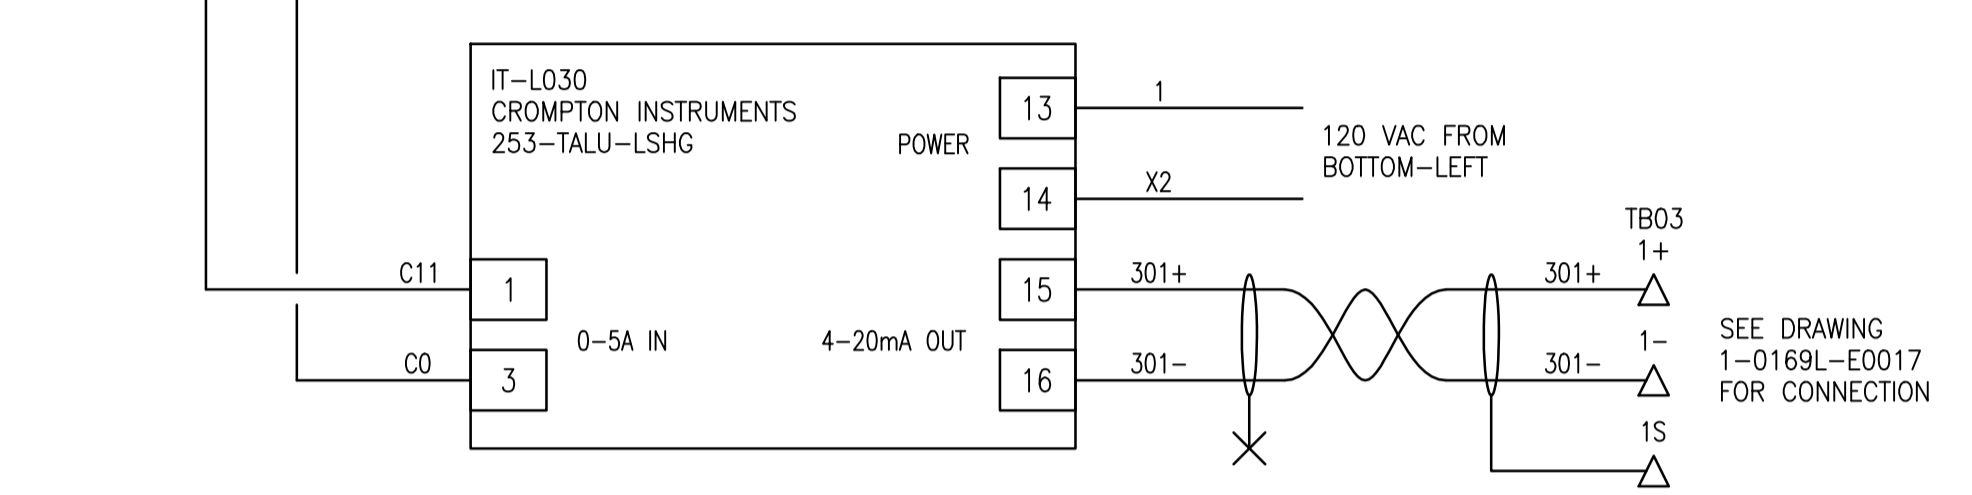 IT-L030
CROMPTON INSTRUMENTS
253-TALU-LSHG
POWER
13
1
14
X2
120 VAC FROM
BOTTOM-LEFT
C11
1
C0
3
0-5A IN
4-20mA OUT
15
301+
16
301-
301+
301-
TB03
1+
1-
1S
SEE DRAWING
1-0169L-E0017
FOR CONNECTION